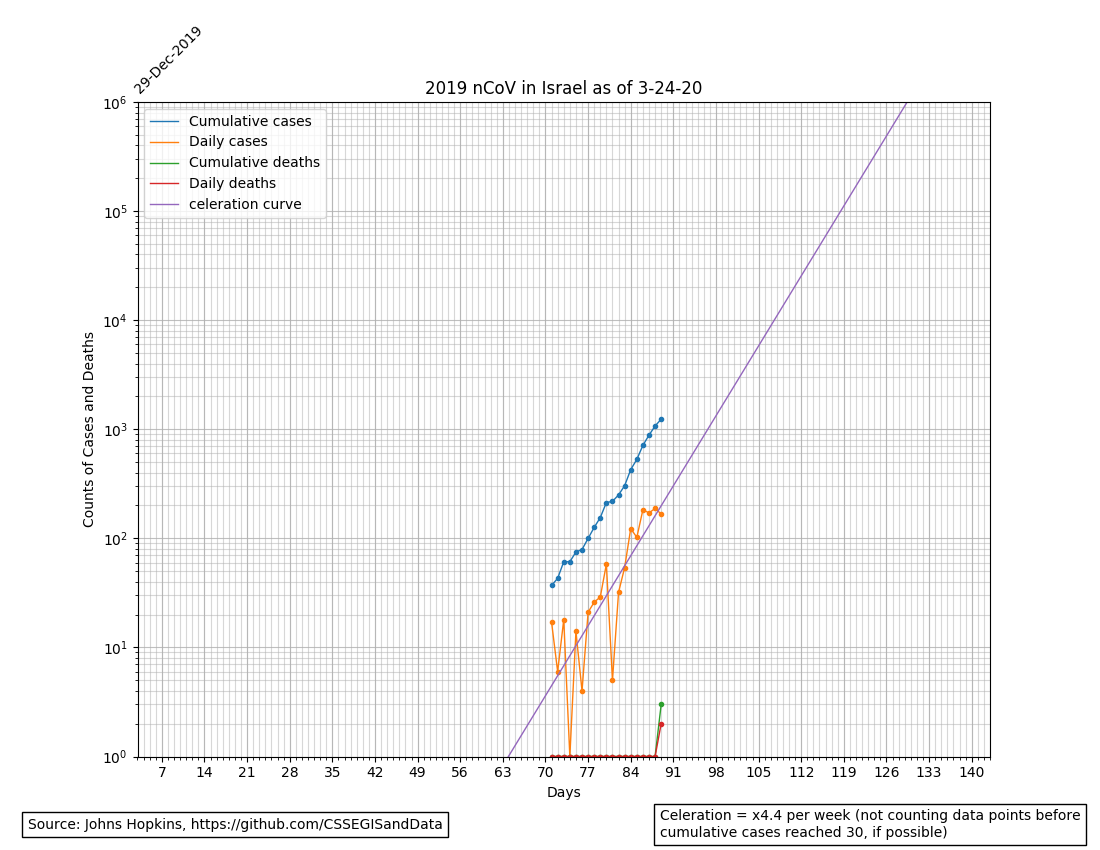 29-Dec-2019
2019 nCoV in Israel as of 3-24-20
Cumulative cases
Daily cases
Cumulative deaths
Daily deaths
celeration curve
10⁶
10⁵
10⁴
10³
10²
10¹
10⁰
Counts of Cases and Deaths
7 14 21 28 35 42 49 56 63 70 77 84 91 98 105 112 119 126 133 140
Days
Source: Johns Hopkins, https://github.com/CSSEGISandData
Celeration = x4.4 per week (not counting data points before
cumulative cases reached 30, if possible)